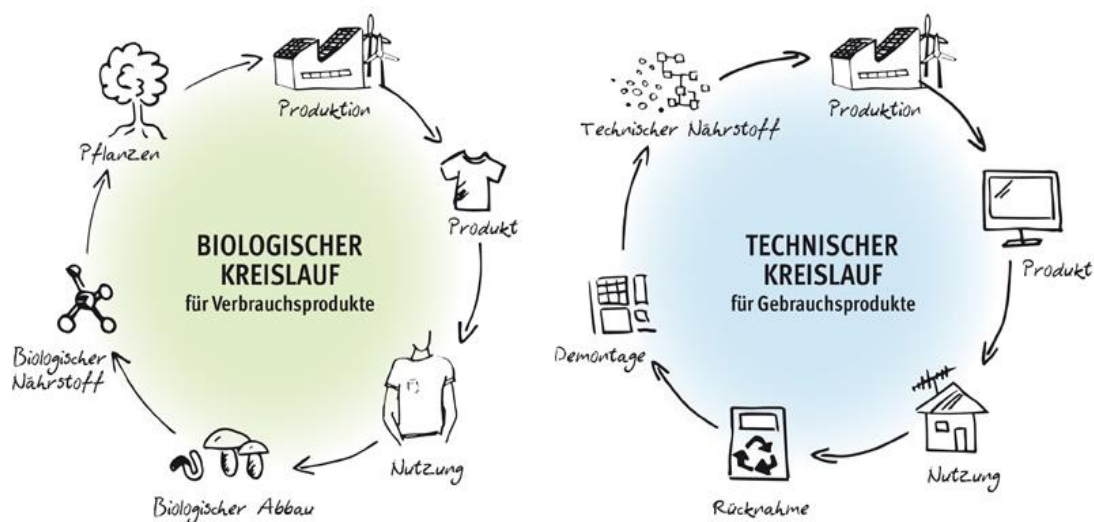 Produktion
Pflanzen
Produkt
BIOLOGISCHER
KREISLAUF
für Verbrauchsprodukte
Biologischer
Nährstoff
Nutzung
Biologischer Abbau
Produktion
Technischer Nährstoff
Produkt
TECHNISCHER
KREISLAUF
für Gebrauchsprodukte
Demontage
Nutzung
Rücknahme